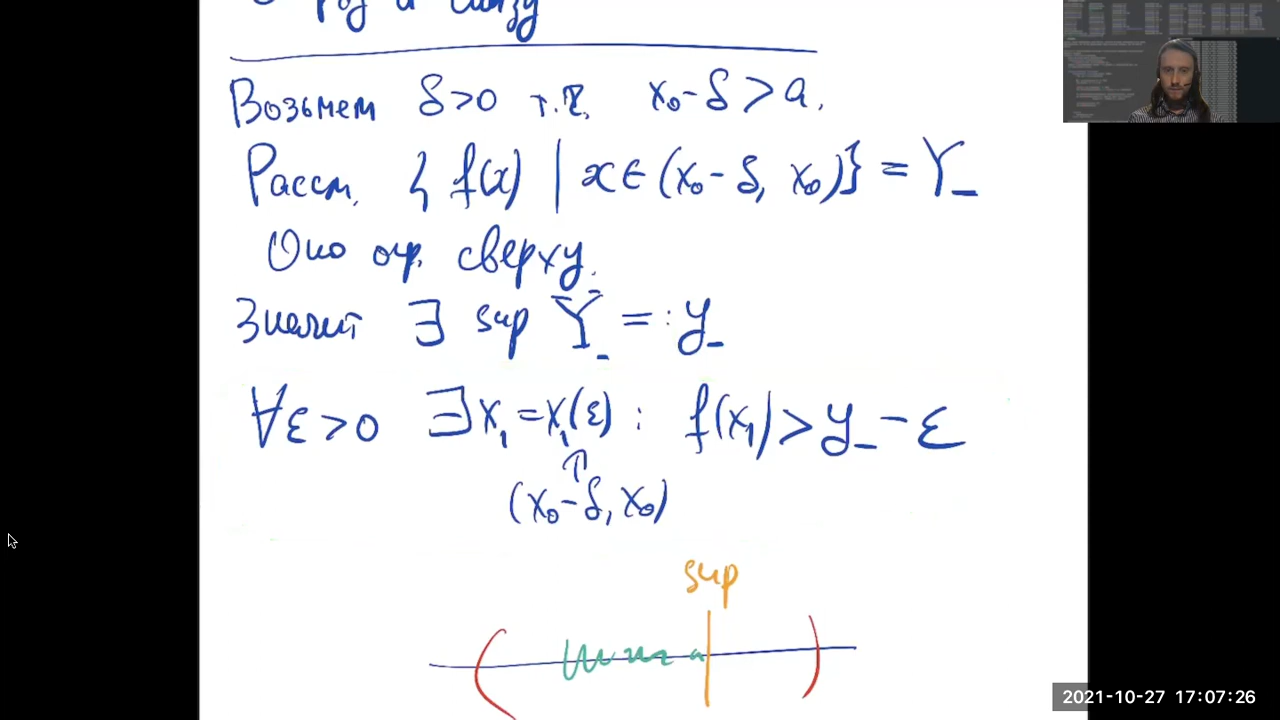 Возьмем δ>0 т.ч. x₀-δ>a.
Рассм. { f(x) | x∈(x₀-δ, x₀)} = Y₋
Оно огр. сверху.
Значит ∃ sup Y₋ =: y₋
∀ε>0 ∃x₁=x₁(ε) : f(x₁)>y₋-ε
(x₀-δ, x₀)
sup
2021-10-27 17:07:26